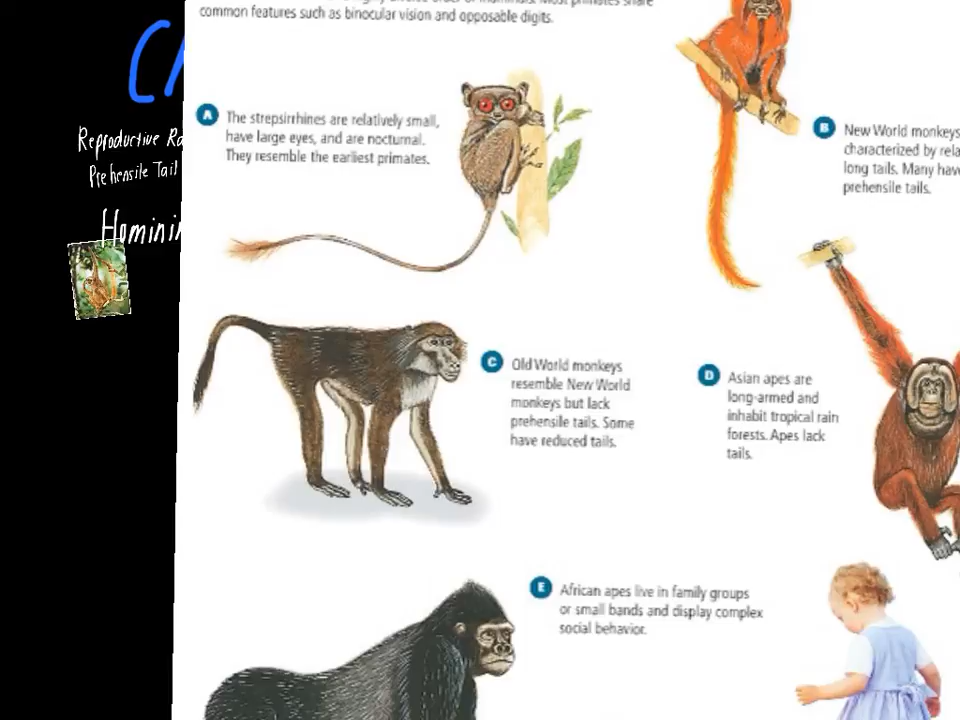 common features such as binocular vision and opposable digits.
A
The strepsirrhines are relatively small,
have large eyes, and are nocturnal.
They resemble the earliest primates.
B
New World monkeys
characterized by
long tails. Many
prehensile tails.
Reproductive
Prehensile Tail
C
Old World monkeys
resemble New World
monkeys but lack
prehensile tails. Some
have reduced tails.
D
Asian apes are
long-armed and
inhabit tropical rain
forests. Apes lack
tails.
E
African apes live in family groups
or small bands and display complex
social behavior.